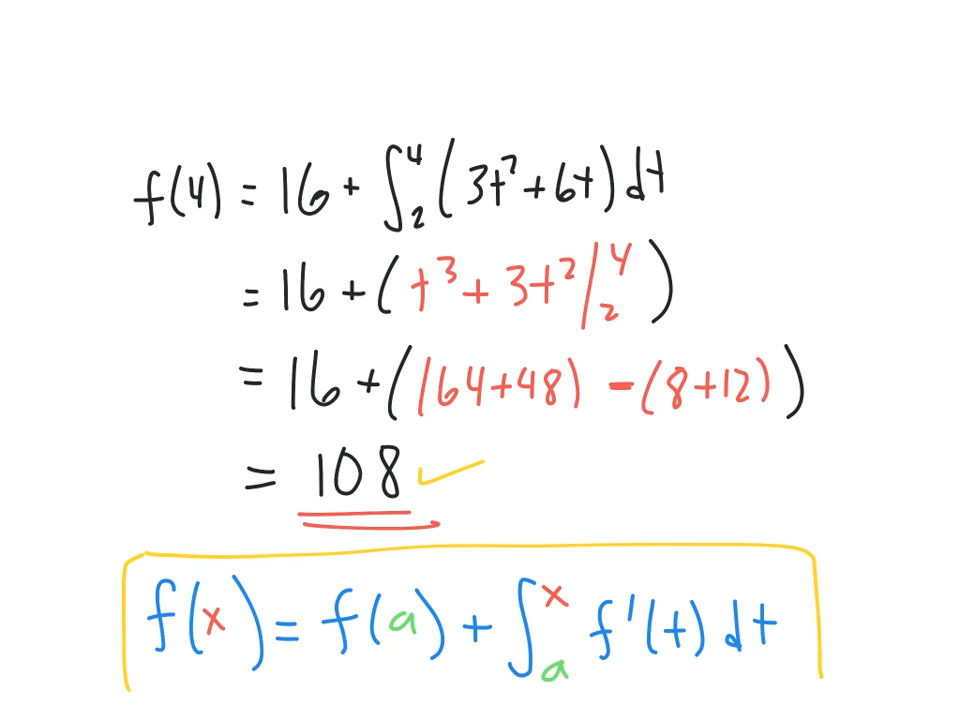 f(4) = 16 + ∫₂⁴ (3t² + 6t) dt
= 16 + (t³ + 3t² |₂⁴)
= 16 + ((64+48) - (8+12))
= 108 ✓
f(x) = f(a) + ∫ₐˣ f'(t) dt